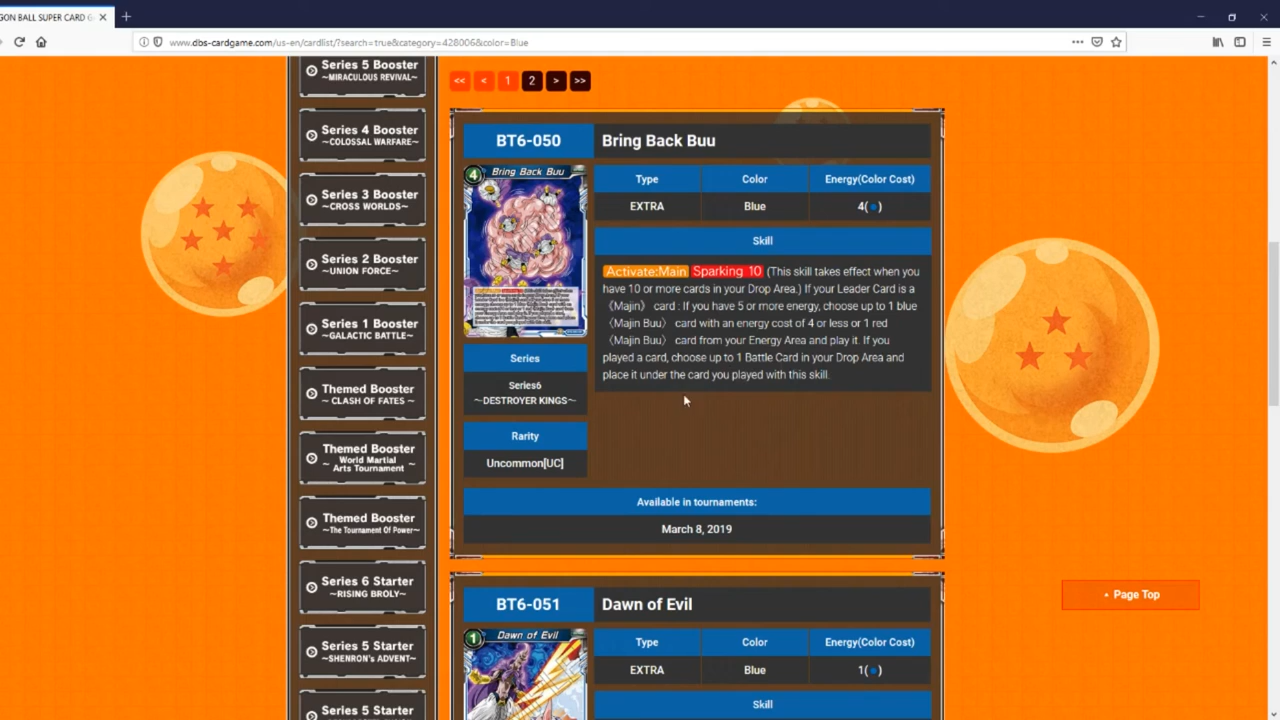 GON BALL SUPER CARD G
www.dbs-cardgame.com/us-en/cardlist/?search=true&category=428006&color=Blue
Series 5 Booster
~MIRACULOUS REVIVAL~
Series 4 Booster
~COLOSSAL WARFARE~
Series 3 Booster
~CROSS WORLDS~
Series 2 Booster
~UNION FORCE~
Series 1 Booster
~GALACTIC BATTLE~
Themed Booster
~ CLASH OF FATES ~
Themed Booster
~ World Martial Arts Tournament ~
Themed Booster
~The Tournament Of Power~
Series 6 Starter
~RISING BROLY~
Series 5 Starter
~SHENRON's ADVENT~
Series 5 Starter
<< < 1 2 > >>
BT6-050 Bring Back Buu
4 Bring Back Buu
Type Color Energy(Color Cost)
EXTRA Blue 4(●)
Skill
Activate:Main Sparking 10 (This skill takes effect when you
have 10 or more cards in your Drop Area.) If your Leader Card is a
《Majin》 card : If you have 5 or more energy, choose up to 1 blue
〈Majin Buu〉 card with an energy cost of 4 or less or 1 red
〈Majin Buu〉 card from your Energy Area and play it. If you
played a card, choose up to 1 Battle Card in your Drop Area and
place it under the card you played with this skill.
Series
Series6
～DESTROYER KINGS～
Rarity
Uncommon[UC]
Available in tournaments:
March 8, 2019
BT6-051 Dawn of Evil
1 Dawn of Evil
Type Color Energy(Color Cost)
EXTRA Blue 1(●)
Skill
Page Top